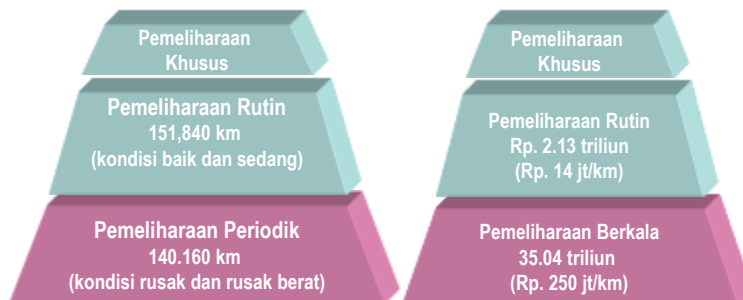 Pemeliharaan
Khusus
Pemeliharaan Rutin
151,840 km
(kondisi baik dan sedang)
Pemeliharaan Periodik
140.160 km
(kondisi rusak dan rusak berat)
Pemeliharaan
Khusus
Pemeliharaan Rutin
Rp. 2.13 triliun
(Rp. 14 jt/km)
Pemeliharaan Berkala
35.04 triliun
(Rp. 250 jt/km)